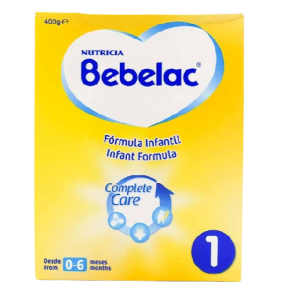 400g℮
NUTRICIA
Bebelac®
Fórmula Infantil
Infant Formula
Complete
Care
Desde 0-6 meses
From months
1